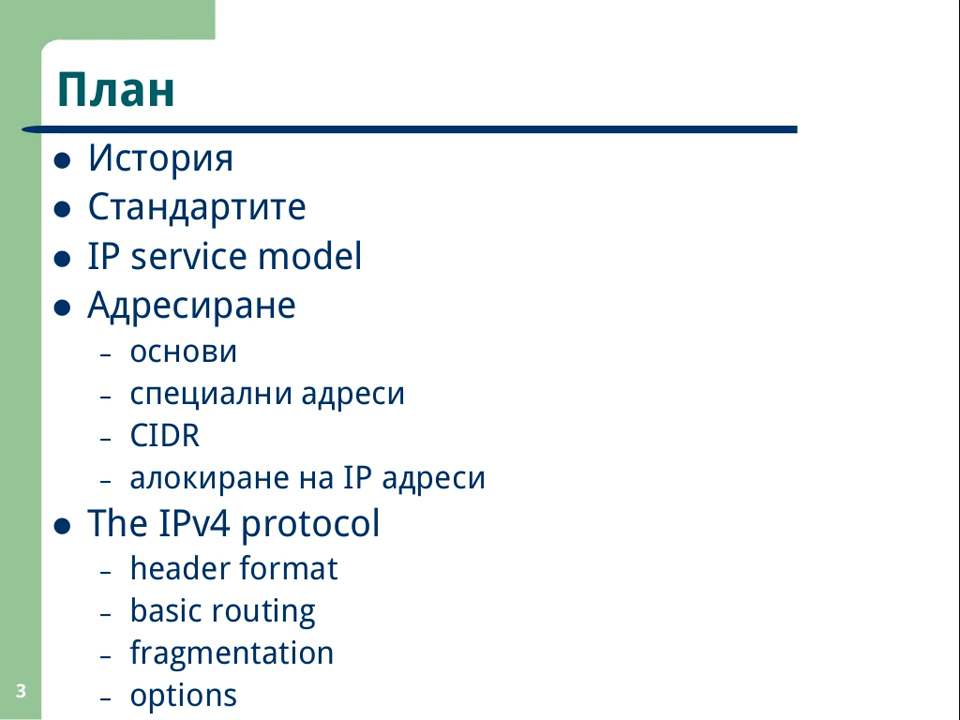 План
● История
● Стандартите
● IP service model
● Адресиране
– основи
– специални адреси
– CIDR
– алокиране на IP адреси
● The IPv4 protocol
– header format
– basic routing
– fragmentation
– options
3